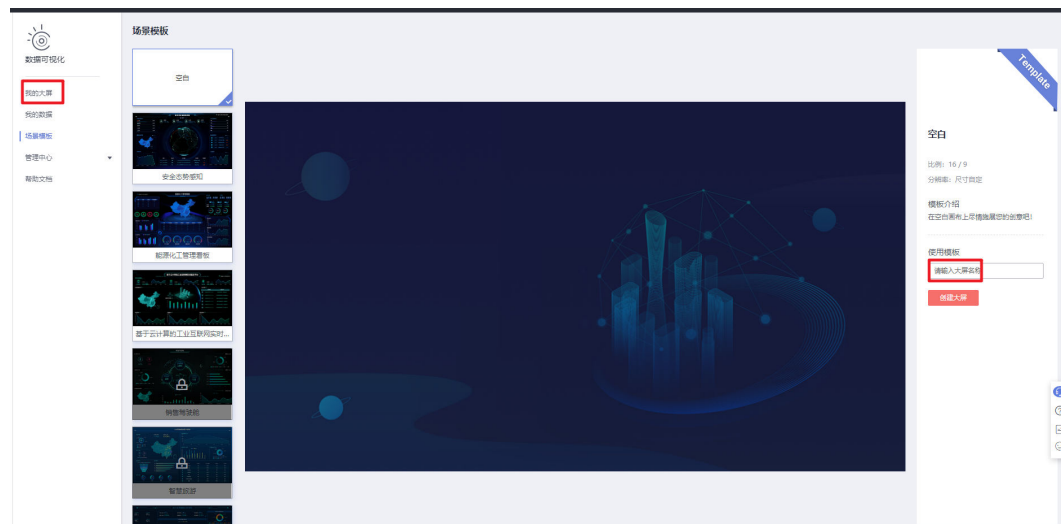 数据可视化
我的大屏
我的数据
场景模板
管理中心
帮助文档
场景模板
空白
安全态势感知
能源化工管理看板
基于云计算的工业互联网实时...
销售驾驶舱
智慧旅游
Template
空白
比例: 16 / 9
分辨率: 尺寸自定
模板介绍
在空白画布上尽情施展您的创意吧!
使用模板
请输入大屏名称
创建大屏